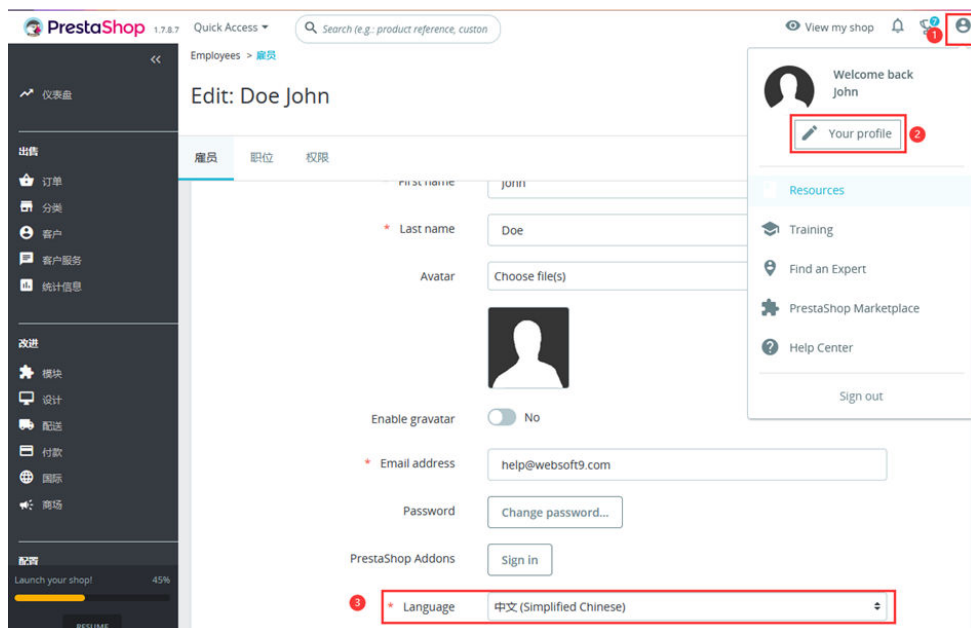 PrestaShop 1.7.8.7 Quick Access Search (e.g.: product reference, custon View my shop 7 1
Employees > 雇员
Edit: Doe John
雇员 职位 权限
仪表盘
出售
订单
分类
客户
客户服务
统计信息
改进
模块
设计
配送
付款
国际
商场
配置
Launch your shop! 45%
RESUME
First name John
* Last name Doe
Avatar Choose file(s)
Enable gravatar No
* Email address help@websoft9.com
Password Change password...
PrestaShop Addons Sign in
3 * Language 中文 (Simplified Chinese)
Welcome back
John
Your profile 2
Resources
Training
Find an Expert
PrestaShop Marketplace
Help Center
Sign out